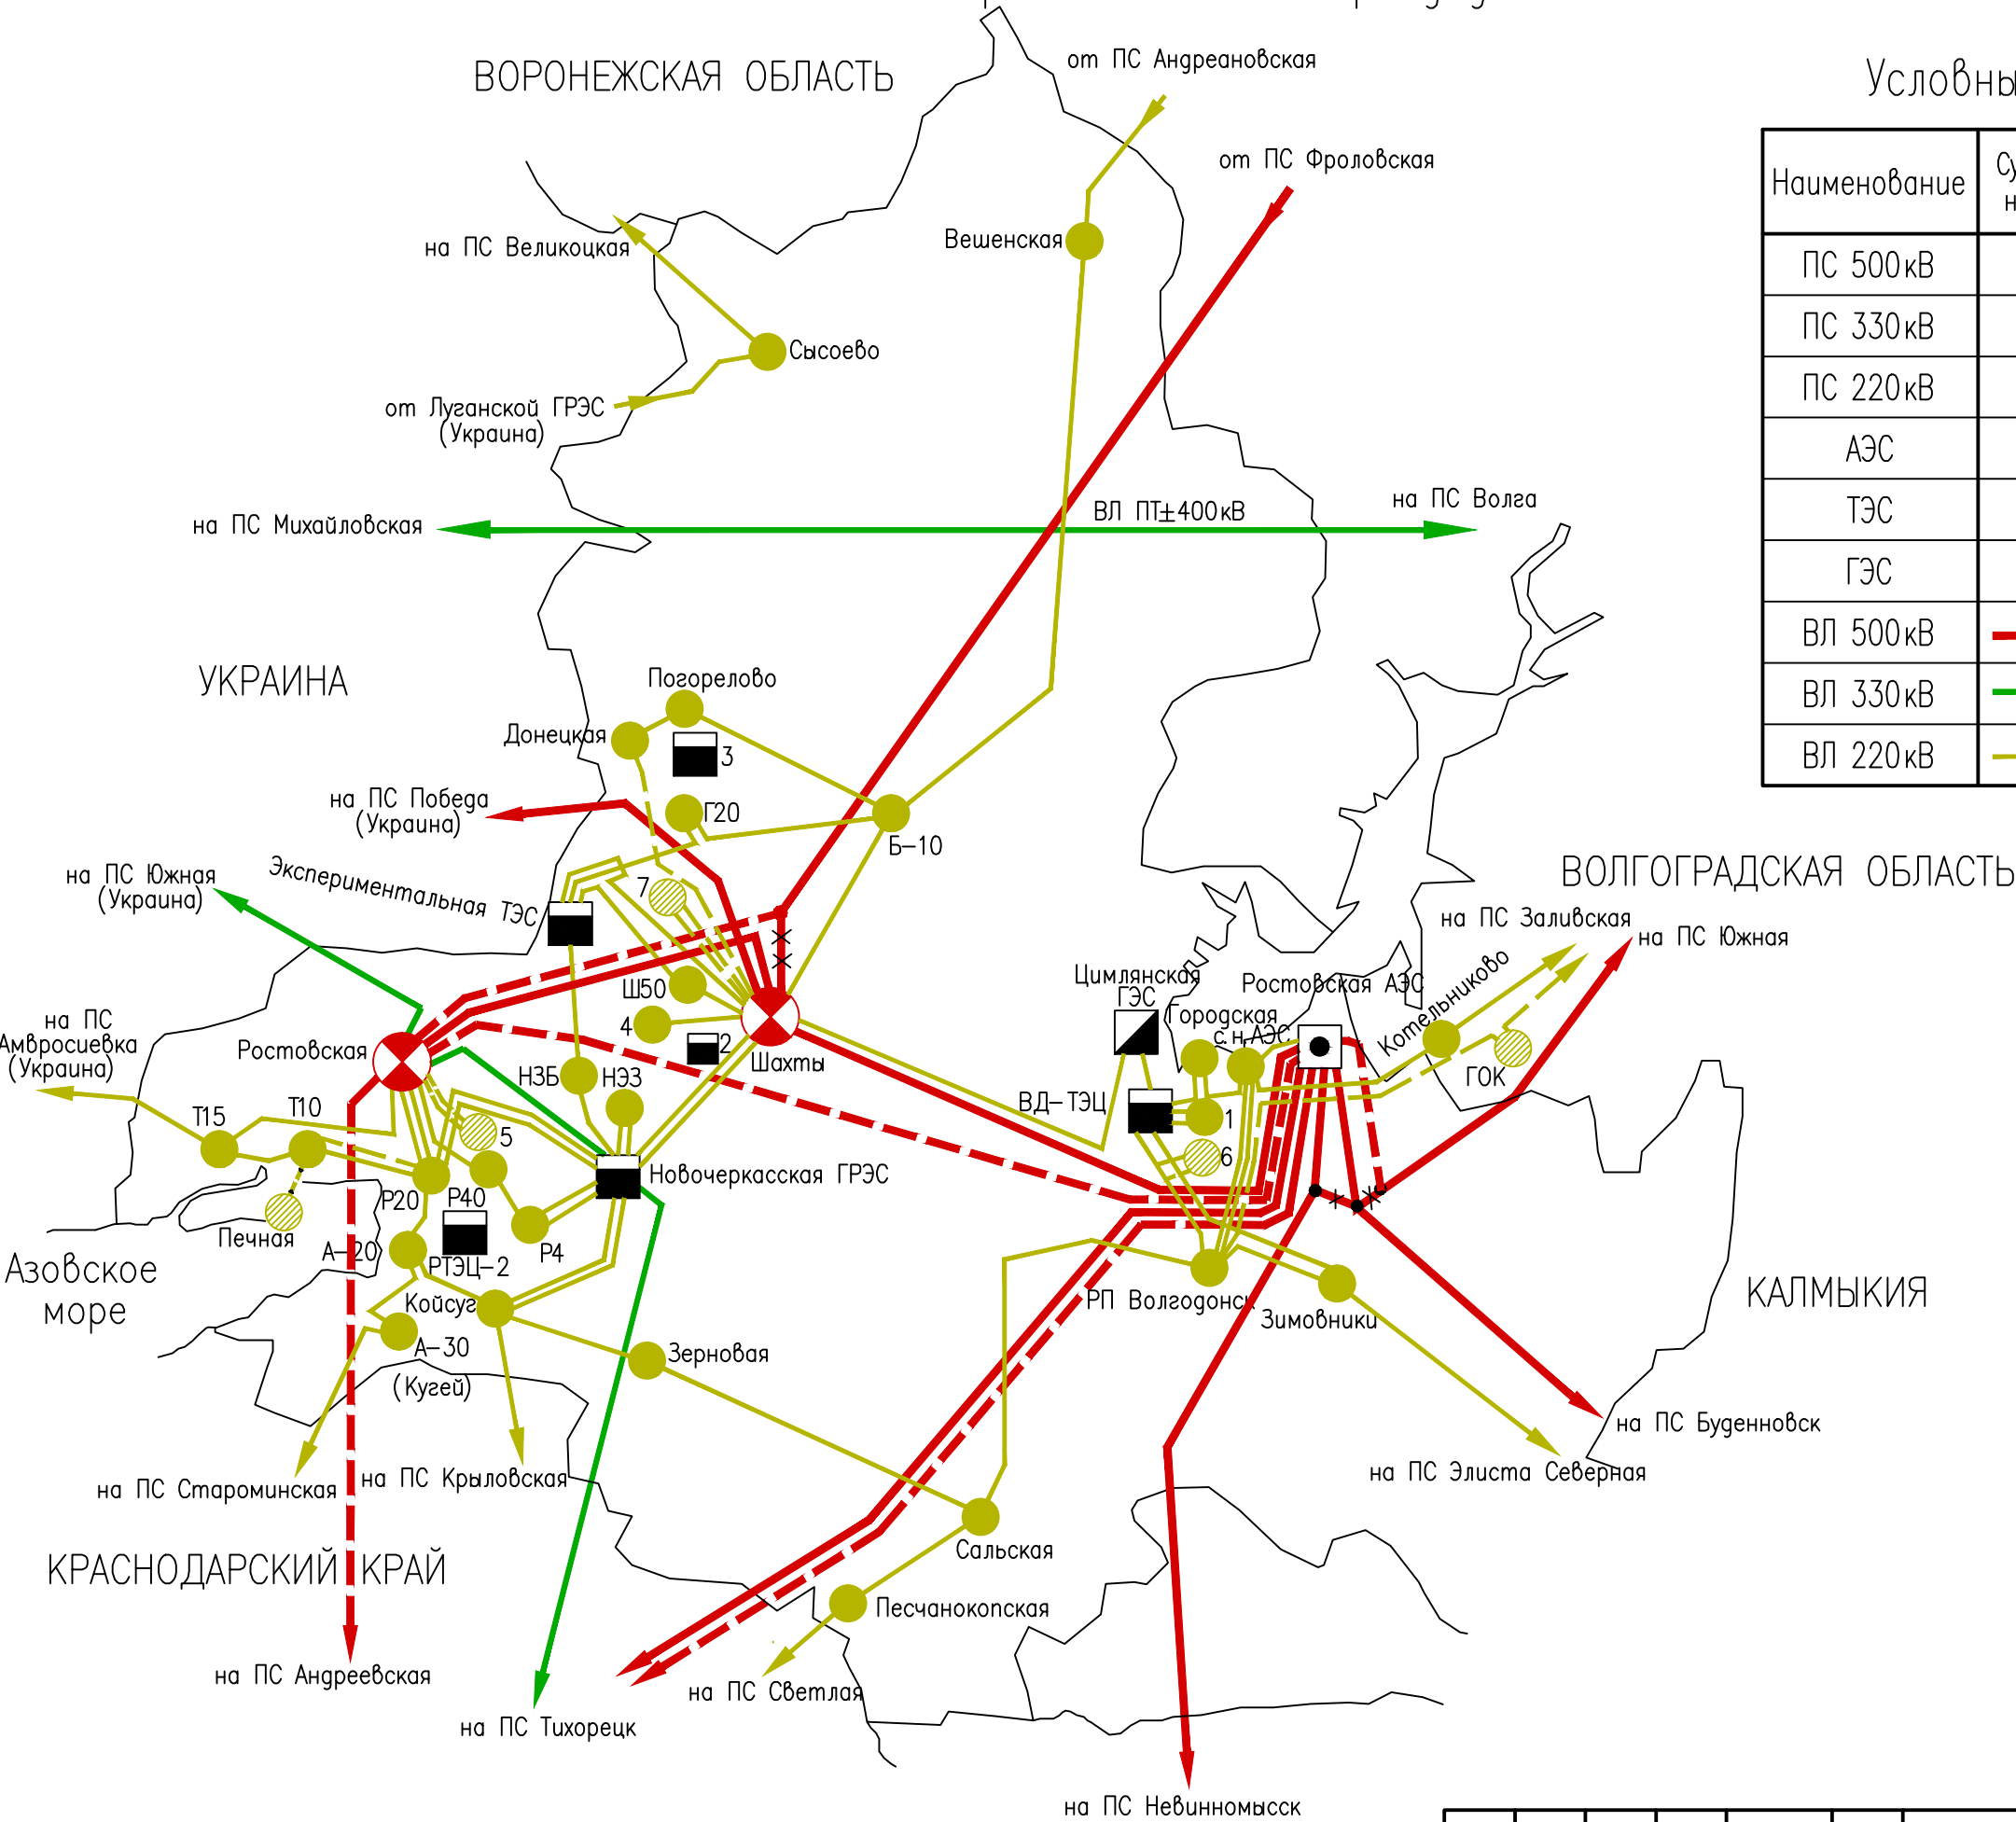 ВОРОНЕЖСКАЯ ОБЛАСТЬ
от ПС Андреановская
от ПС Фроловская
на ПС Великоцкая
Вешенская
Сысоево
от Луганской ГРЭС
(Украина)
на ПС Михайловская
ВЛ ПТ±400кВ
на ПС Волга
Наименование
ПС 500кВ
ПС 330кВ
ПС 220кВ
АЭС
ТЭС
ГЭС
ВЛ 500кВ
ВЛ 330кВ
ВЛ 220кВ
УКРАИНА
Погорелово
Донецкая
3
на ПС Победа
(Украина)
Г20
Б-10
на ПС Южная
(Украина)
Экспериментальная ТЭС
7
ВОЛГОГРАДСКАЯ ОБЛАСТЬ
на ПС Заливская
на ПС Южная
Котельниково
Цимлянская
ГЭС
Ростовская АЭС
Городская
с.н.АЭС
Ш50
4
2
Шахты
на ПС
Амвросиевка
(Украина)
Ростовская
НЗБ
НЭЗ
ГОК
ВД-ТЭЦ
1
6
Т15
Т10
5
Новочеркасская ГРЭС
Р20
Р40
Печная
А-20
РТЭЦ-2
Р4
Азовское
море
Койсуг
РП Волгодонск
Зимовники
КАЛМЫКИЯ
А-30
(Кугей)
Зерновая
на ПС Буденновск
на ПС Элиста Северная
на ПС Староминская
на ПС Крыловская
Сальская
КРАСНОДАРСКИЙ КРАЙ
Песчанокопская
на ПС Андреевская
на ПС Светлая
на ПС Тихорецк
на ПС Невинномысск